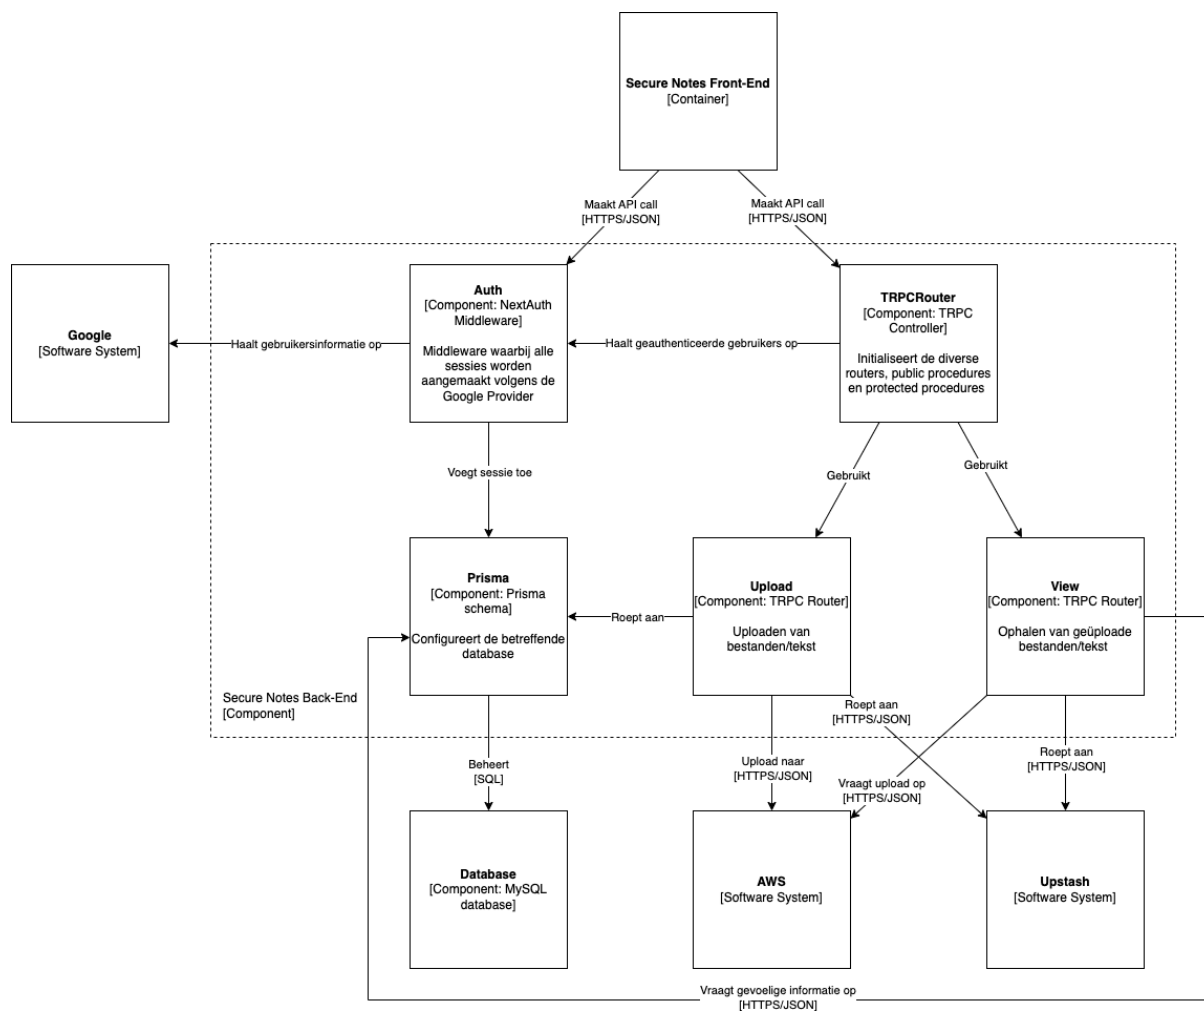 Secure Notes Front-End
[Container]
Maakt API call
[HTTPS/JSON]
Maakt API call
[HTTPS/JSON]
Google
[Software System]
Haalt gebruikersinformatie op
Auth
[Component: NextAuth
Middleware]
Middleware waarbij alle
sessies worden
aangemaakt volgens de
Google Provider
Haalt geauthenticeerde gebruikers op
TRPCRouter
[Component: TRPC
Controller]
Initialiseert de diverse
routers, public procedures
en protected procedures
Voegt sessie toe
Gebruikt
Gebruikt
Prisma
[Component: Prisma
schema]
Configureert de betreffende
database
Roept aan
Upload
[Component: TRPC Router]
Uploaden van
bestanden/tekst
View
[Component: TRPC Router]
Ophalen van geüploade
bestanden/tekst
Secure Notes Back-End
[Component]
Roept aan
[HTTPS/JSON]
Beheert
[SQL]
Upload naar
[HTTPS/JSON]
Vraagt upload op
[HTTPS/JSON]
Roept aan
[HTTPS/JSON]
Database
[Component: MySQL
database]
AWS
[Software System]
Upstash
[Software System]
Vraagt gevoelige informatie op
[HTTPS/JSON]